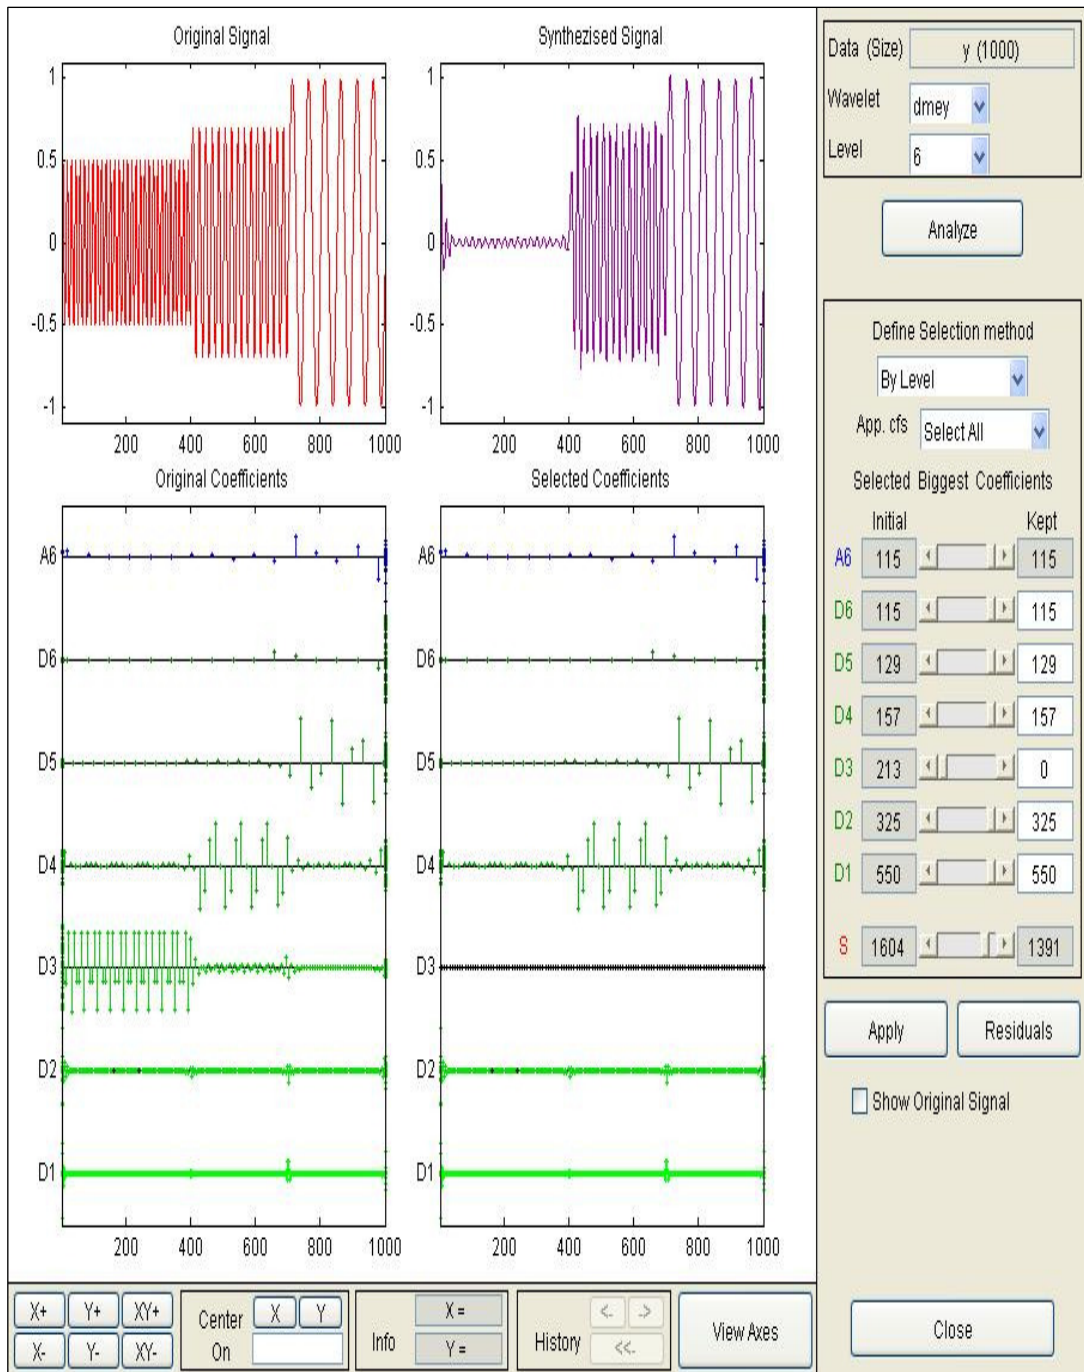 Original Signal
1
0.5
0
-0.5
-1
200 400 600 800 1000
Synthezised Signal
1
0.5
0
-0.5
-1
200 400 600 800 1000
Original Coefficients
A6
D6
D5
D4
D3
D2
D1
200 400 600 800 1000
Selected Coefficients
A6
D6
D5
D4
D3
D2
D1
200 400 600 800 1000
Data (Size) y (1000)
Wavelet dmey
Level 6
Analyze
Define Selection method
By Level
App. cfs Select All
Selected Biggest Coefficients
Initial Kept
A6 115 115
D6 115 115
D5 129 129
D4 157 157
D3 213 0
D2 325 325
D1 550 550
S 1604 1391
Apply Residuals
Show Original Signal
X+ Y+ XY+
X- Y- XY-
Center On X Y
Info X =
Y =
History <- ->
<<-
View Axes
Close